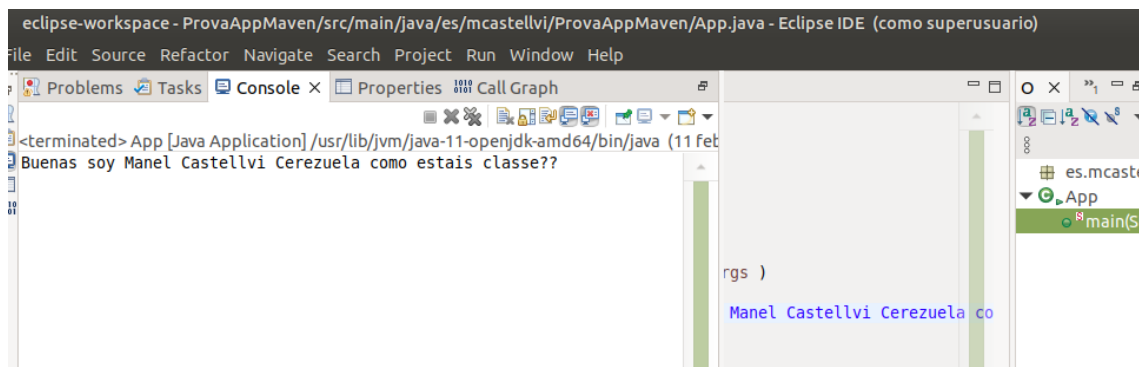 eclipse-workspace - ProvaAppMaven/src/main/java/es/mcastellvi/ProvaAppMaven/App.java - Eclipse IDE (como superusuario)
File Edit Source Refactor Navigate Search Project Run Window Help
Problems Tasks Console Properties Call Graph
<terminated> App [Java Application] /usr/lib/jvm/java-11-openjdk-amd64/bin/java (11 feb
Buenas soy Manel Castellvi Cerezuela como estais classe??
rgs )
Manel Castellvi Cerezuela co
O
es.mcaste
App
main(S